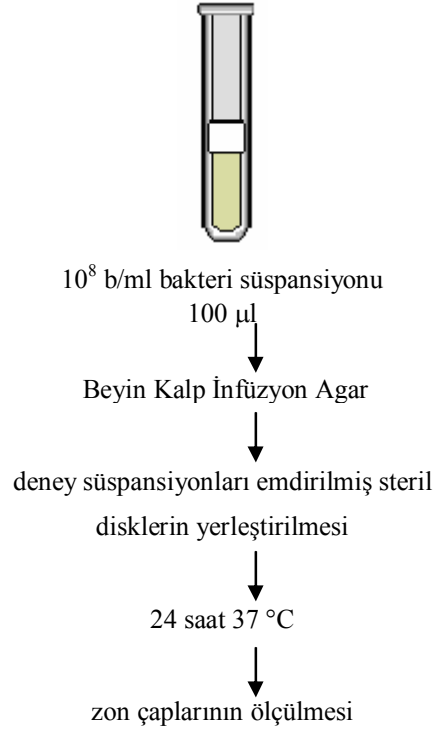 10⁸ b/ml bakteri süspansiyonu
100 µl
Beyin Kalp İnfüzyon Agar
deney süspansiyonları emdirilmiş steril
disklerin yerleştirilmesi
24 saat 37 °C
zon çaplarının ölçülmesi